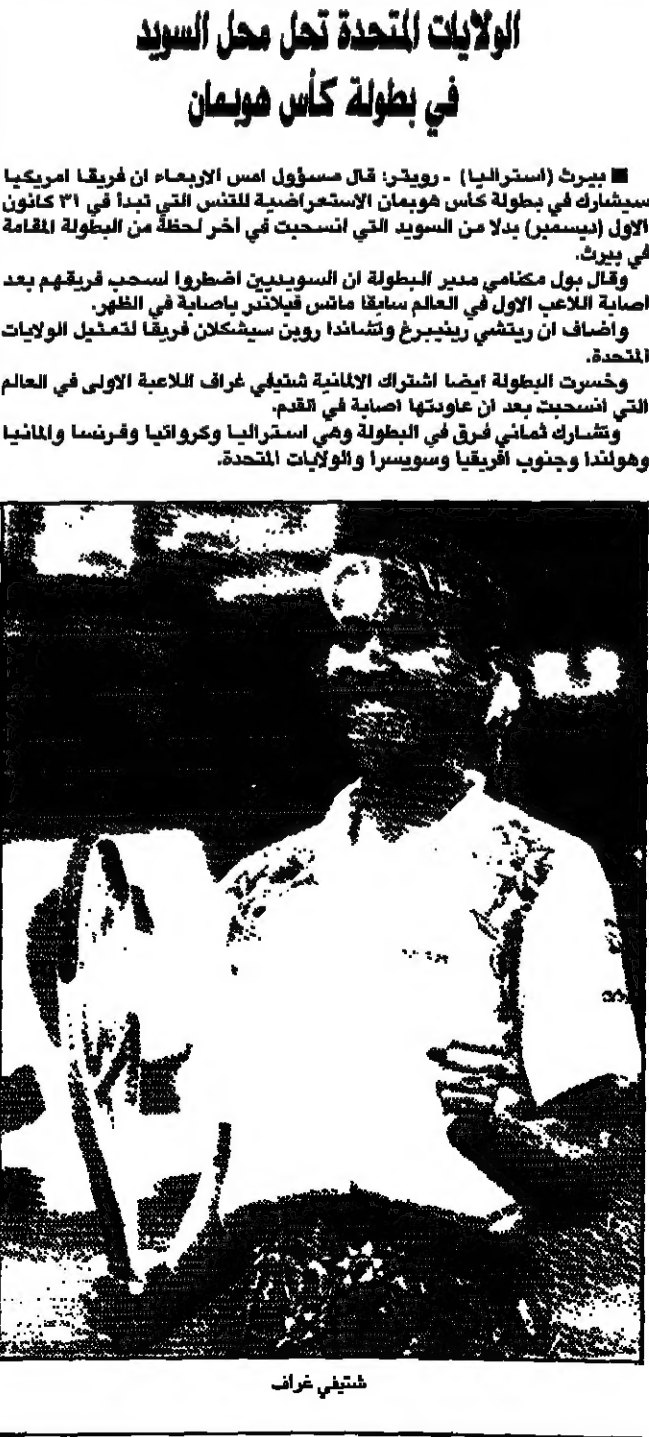 الولايات المتحدة تحل محل السويد
في بطولة كأس هوبمان
■ بيرث (استراليا) - رويتر: قال مسؤول امس الاربعاء ان فريقا امريكيا
سيشارك في بطولة كأس هوبمان الاستعراضية للتنس التي تبدأ في ٣١ كانون
الاول (ديسمبر) بدلا من السويد التي انسحبت في آخر لحظة من البطولة المقامة
في بيرث.
وقال بول مكنامي مدير البطولة ان السويديين اضطروا لسحب فريقهم بعد
اصابة اللاعب الاول في العالم سابقا ماتس فيلاندر باصابة في الظهر.
واضاف ان ريتشي رينيبرغ وتشاندا روبن سيشكلان فريقا لتمثيل الولايات
المتحدة.
وخسرت البطولة ايضا اشتراك الالمانية شتيفي غراف اللاعبة الاولى في العالم
التي انسحبت بعد ان عاودتها اصابة في القدم.
وتشارك ثماني فرق في البطولة وهي استراليا وكرواتيا وفرنسا والمانيا
وهولندا وجنوب افريقيا وسويسرا والولايات المتحدة.
شتيفي غراف